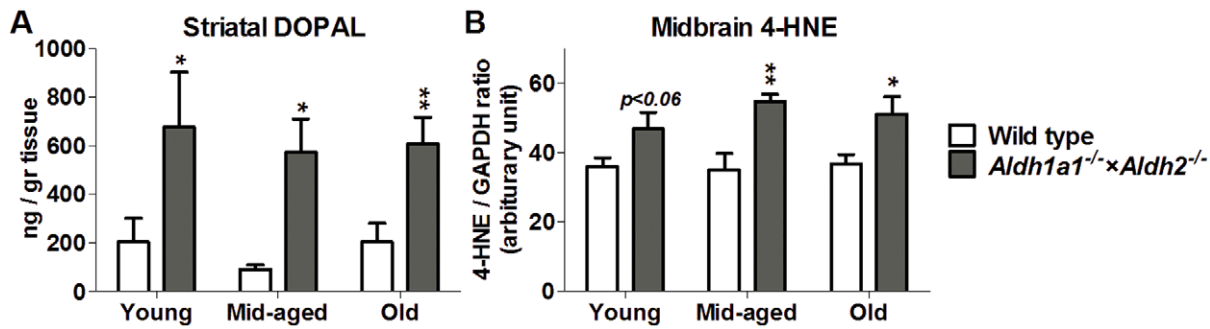 A
Striatal DOPAL
ng / gr tissue
1000
800
600
400
200
0
*
*
**
Young
Mid-aged
Old
B
Midbrain 4-HNE
4-HNE / GAPDH ratio
(arbiturary unit)
60
40
20
0
p<0.06
**
*
Young
Mid-aged
Old
Wild type
Aldh1a1-/-×Aldh2-/-